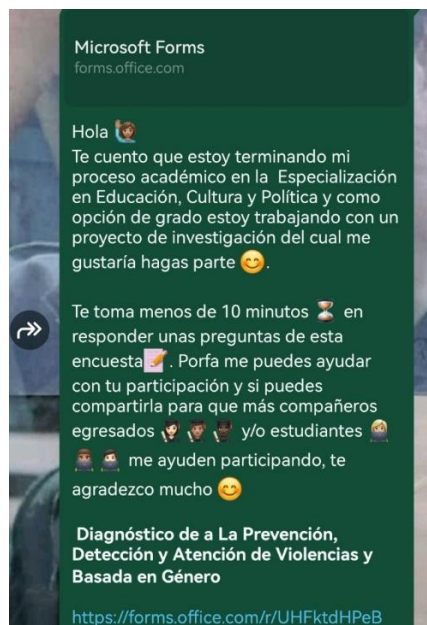 Microsoft Forms
forms.office.com
Hola 🙋🏽‍♀️
Te cuento que estoy terminando mi
proceso académico en la  Especialización
en Educación, Cultura y Política y como
opción de grado estoy trabajando con un
proyecto de investigación del cual me
gustaría hagas parte 😊.
Te toma menos de 10 minutos ⏳ en
responder unas preguntas de esta
encuesta📝. Porfa me puedes ayudar
con tu participación y si puedes
compartirla para que más compañeros
egresados 👩🏻‍🎓👨🏽‍🎓👨🏿‍🎓 y/o estudiantes
me ayuden participando, te
agradezco mucho 😊
Diagnóstico de a La Prevención,
Detección y Atención de Violencias y
Basada en Género
https://forms.office.com/r/UHFktdHPeB